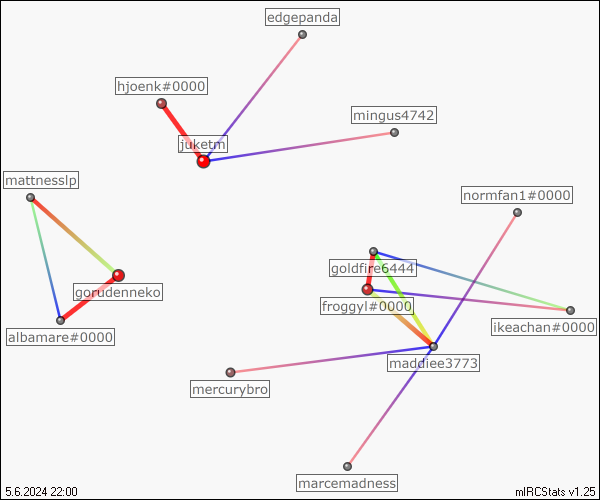 edgepanda
hjoenk#0000
mingus4742
juketm
mattnesslp
normfan1#0000
goldfire6444
gorudenneko
froggyl#0000
ikeachan#0000
albamare#0000
maddiee3773
mercurybro
marcemadness
5.6.2024 22:00
mIRCStats v1.25